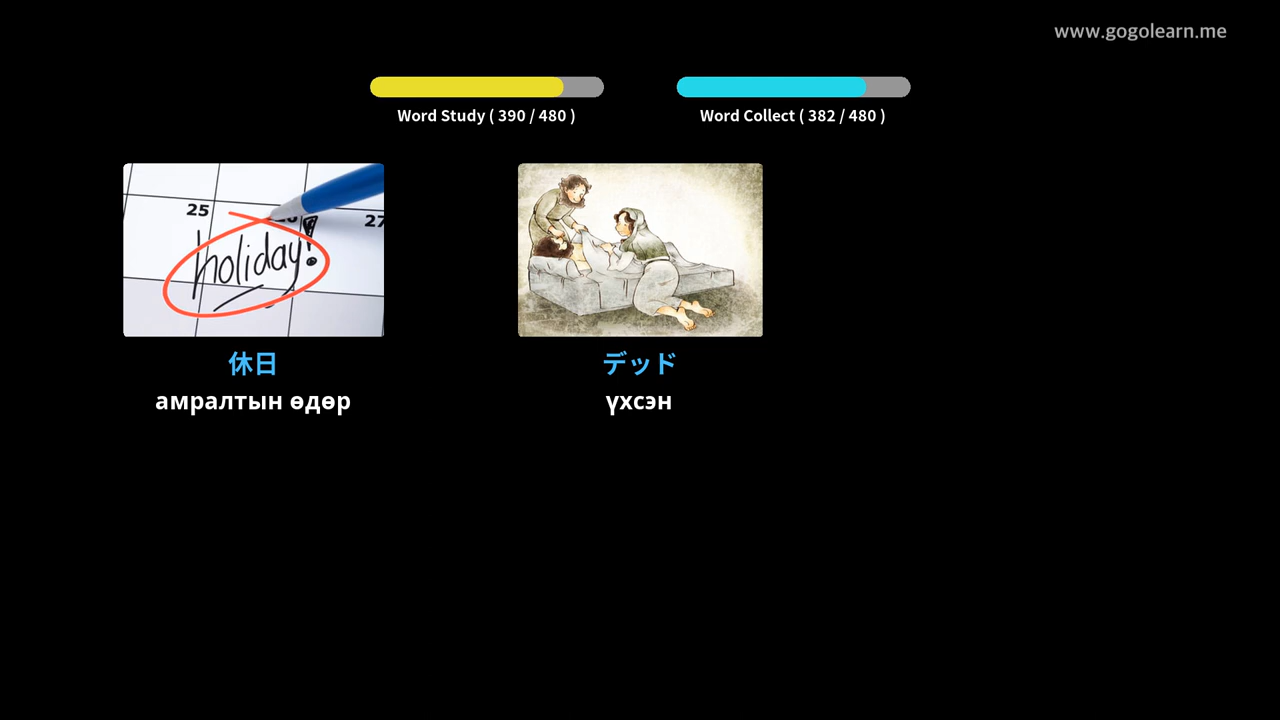 www.gogolearn.me
Word Study ( 390 / 480 )
Word Collect ( 382 / 480 )
25
27
holiday!
休日
デッド
амралтын өдөр
үхсэн